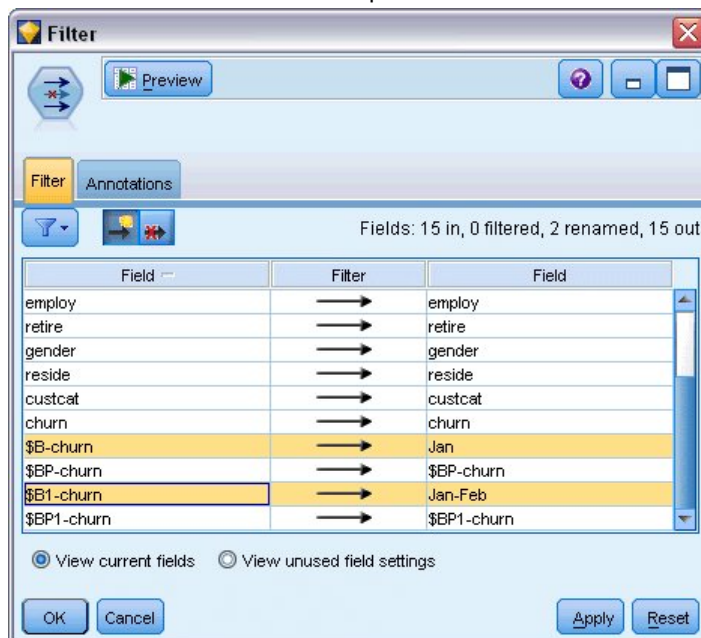 Filter
Preview
Filter
Annotations
Fields: 15 in, 0 filtered, 2 renamed, 15 out
Field Filter Field
employ employ
retire retire
gender gender
reside reside
custcat custcat
churn churn
$B-churn Jan
$BP-churn $BP-churn
$B1-churn Jan-Feb
$BP1-churn $BP1-churn
View current fields View unused field settings
OK Cancel Apply Reset